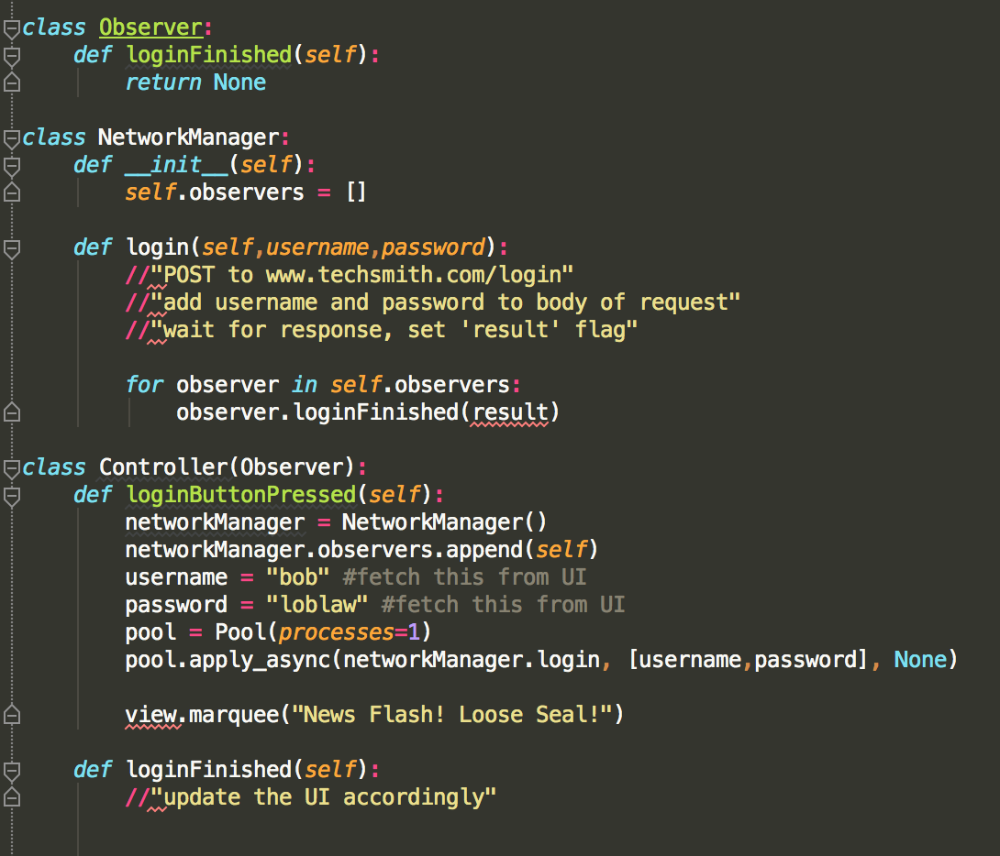 class Observer:
    def loginFinished(self):
        return None

class NetworkManager:
    def __init__(self):
        self.observers = []

    def login(self,username,password):
        //"POST to www.techsmith.com/login"
        //"add username and password to body of request"
        //"wait for response, set 'result' flag"

        for observer in self.observers:
            observer.loginFinished(result)

class Controller(Observer):
    def loginButtonPressed(self):
        networkManager = NetworkManager()
        networkManager.observers.append(self)
        username = "bob" #fetch this from UI
        password = "loblaw" #fetch this from UI
        pool = Pool(processes=1)
        pool.apply_async(networkManager.login, [username,password], None)

        view.marquee("News Flash! Loose Seal!")

    def loginFinished(self):
        //"update the UI accordingly"